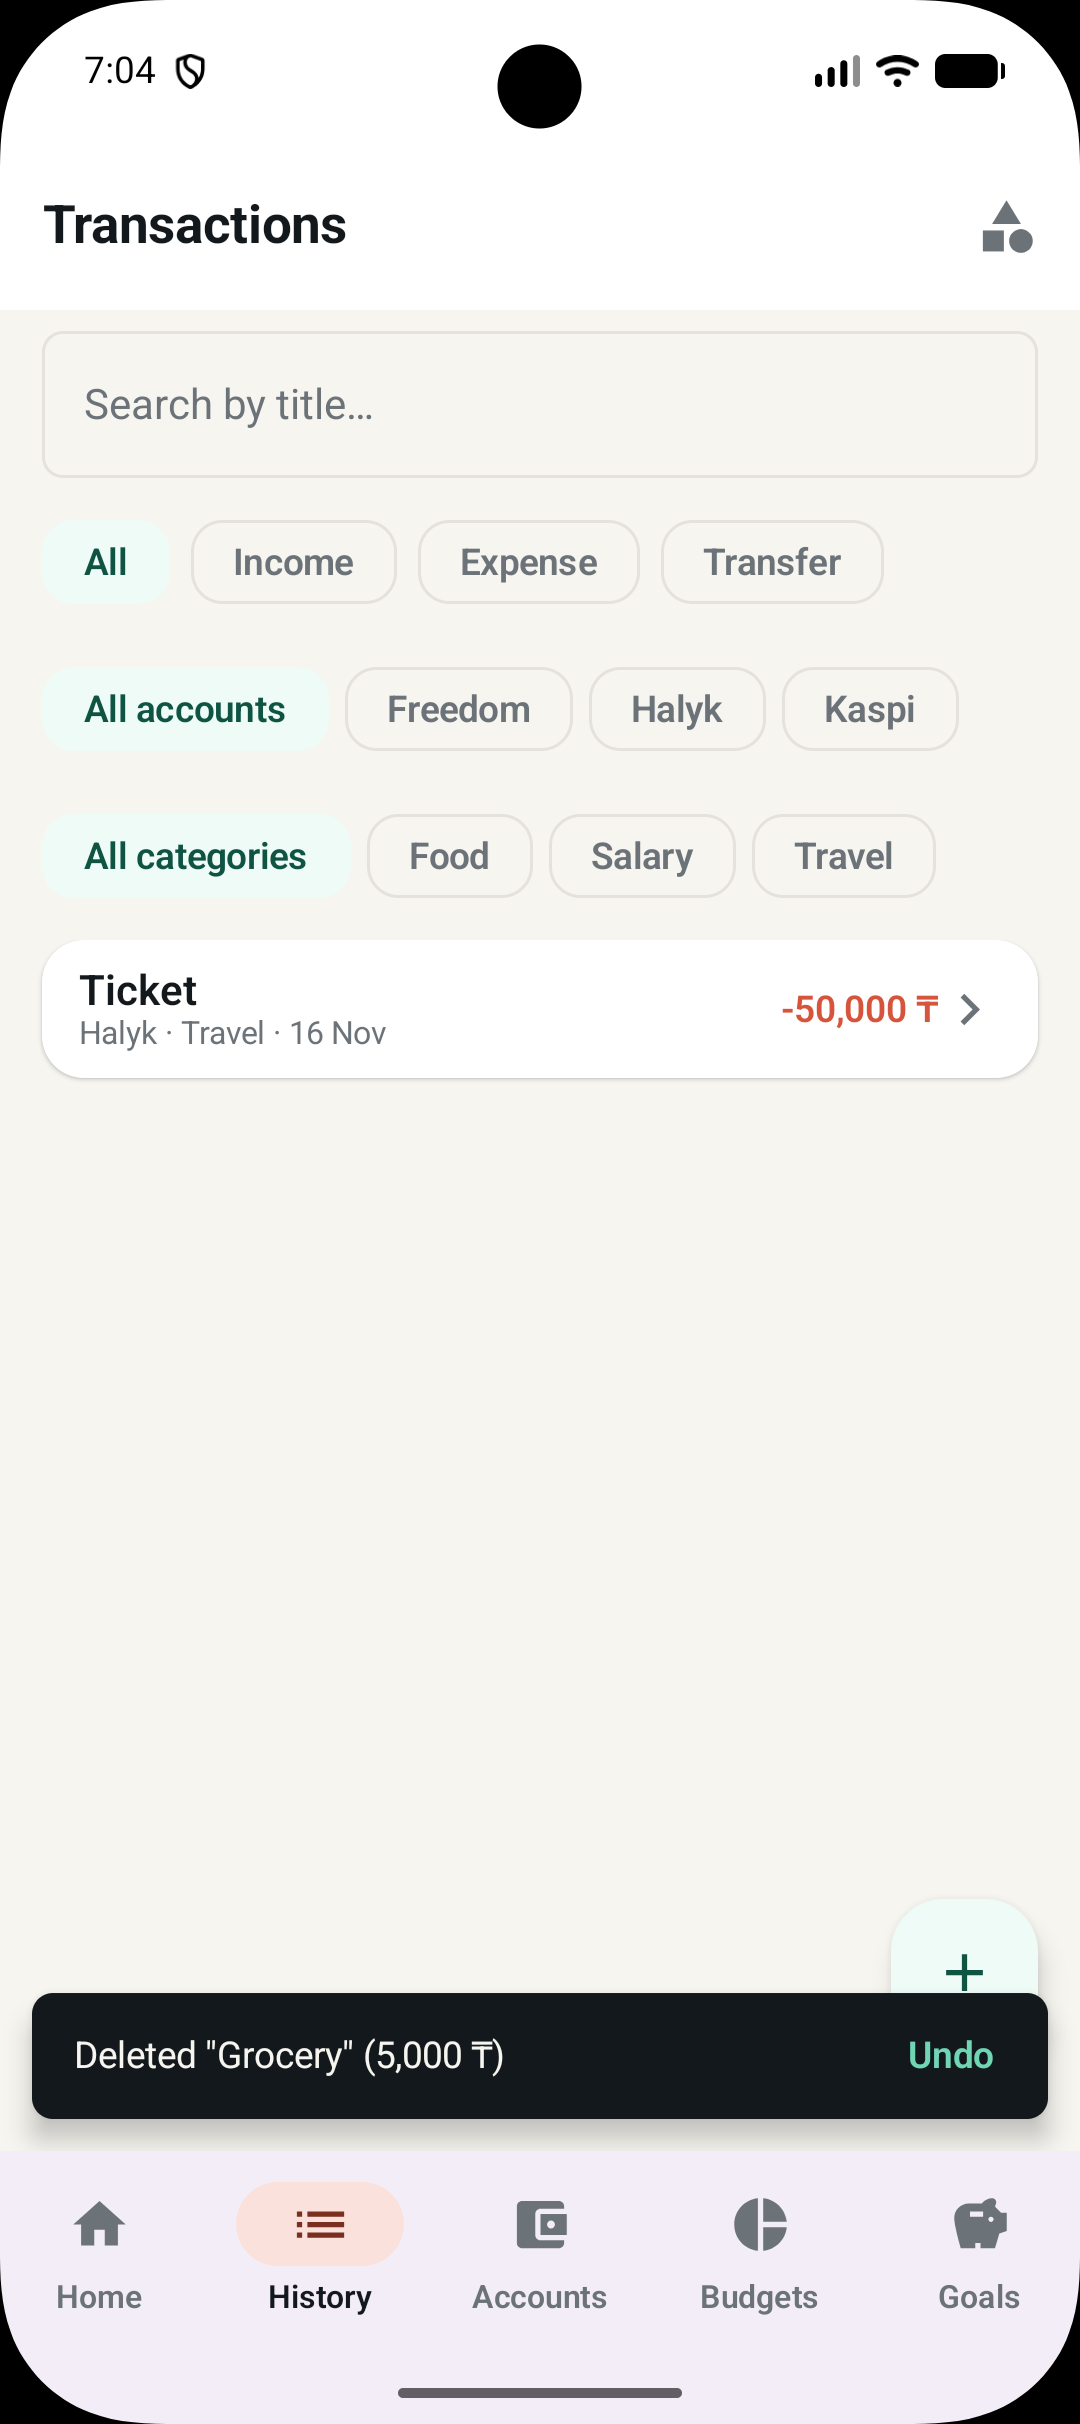 7:04
Transactions
Search by title...
All Income Expense Transfer
All accounts Freedom Halyk Kaspi
All categories Food Salary Travel
Ticket
Halyk · Travel · 16 Nov
-50,000 ₸
Deleted "Grocery" (5,000 ₸) Undo
Home History Accounts Budgets Goals